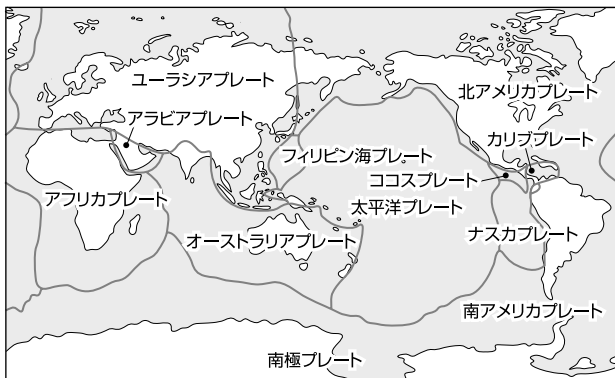 ユーラシアプレート
北アメリカプレート
アラビアプレート
カリブプレート
フィリピン海プレート
ココスプレート
アフリカプレート
太平洋プレート
オーストラリアプレート
ナスカプレート
南アメリカプレート
南極プレート